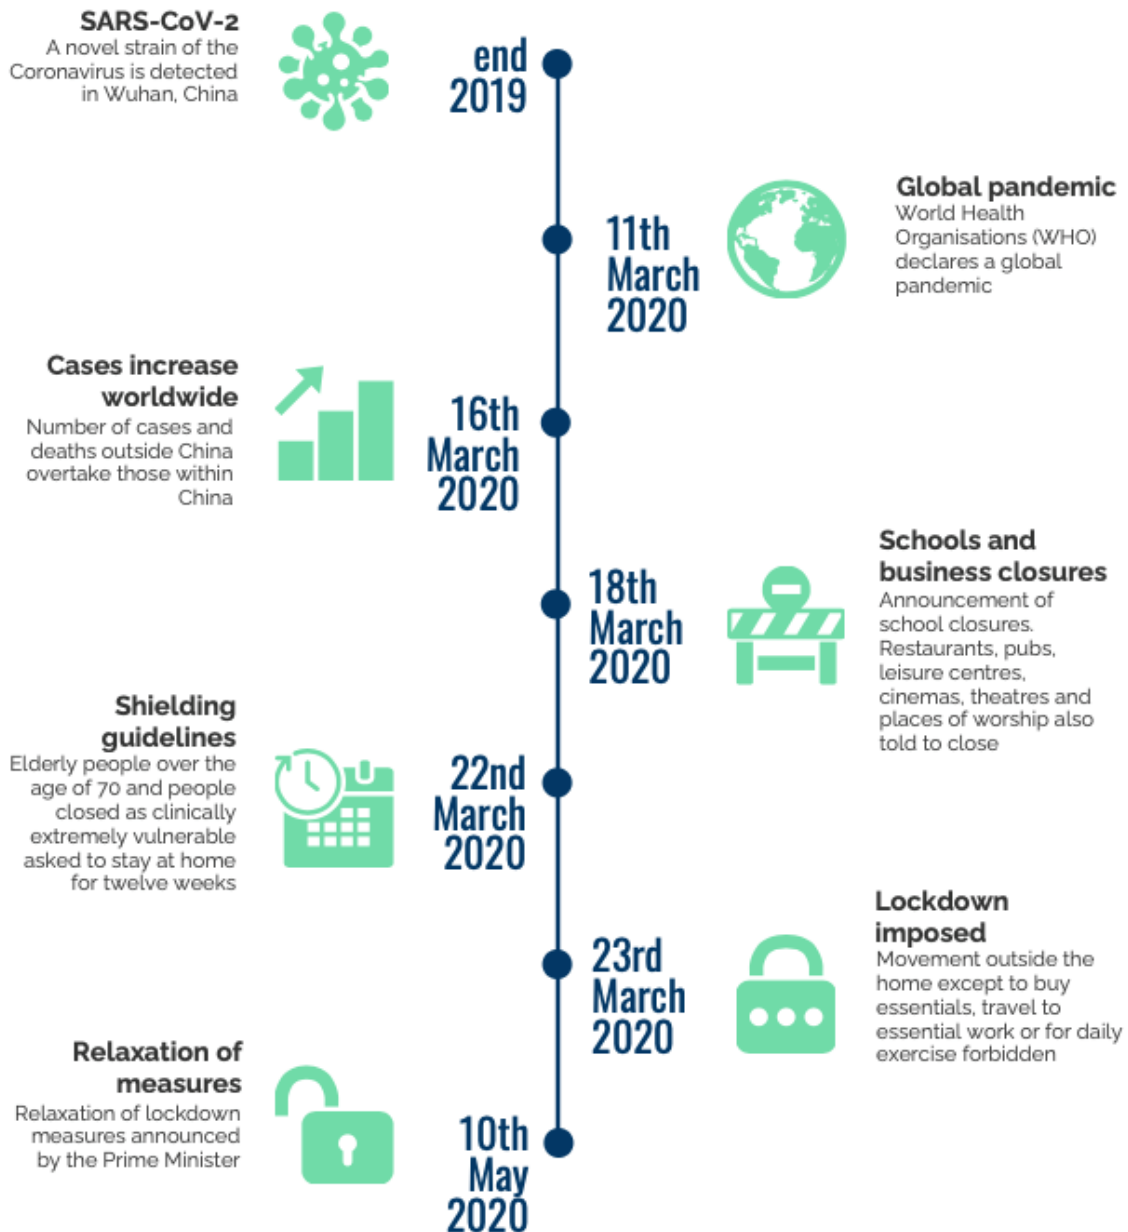 SARS-CoV-2
A novel strain of the
Coronavirus is detected
in Wuhan, China
end
2019
Global pandemic
World Health
Organisations (WHO)
declares a global
pandemic
11th
March
2020
Cases increase
worldwide
Number of cases and
deaths outside China
overtake those within
China
16th
March
2020
Schools and
business closures
Announcement of
school closures.
Restaurants, pubs,
leisure centres,
cinemas, theatres and
places of worship also
told to close
18th
March
2020
Shielding
guidelines
Elderly people over the
age of 70 and people
closed as clinically
extremely vulnerable
asked to stay at home
for twelve weeks
22nd
March
2020
Lockdown
imposed
Movement outside the
home except to buy
essentials, travel to
essential work or for daily
exercise forbidden
23rd
March
2020
Relaxation of
measures
Relaxation of lockdown
measures announced
by the Prime Minister
10th
May
2020